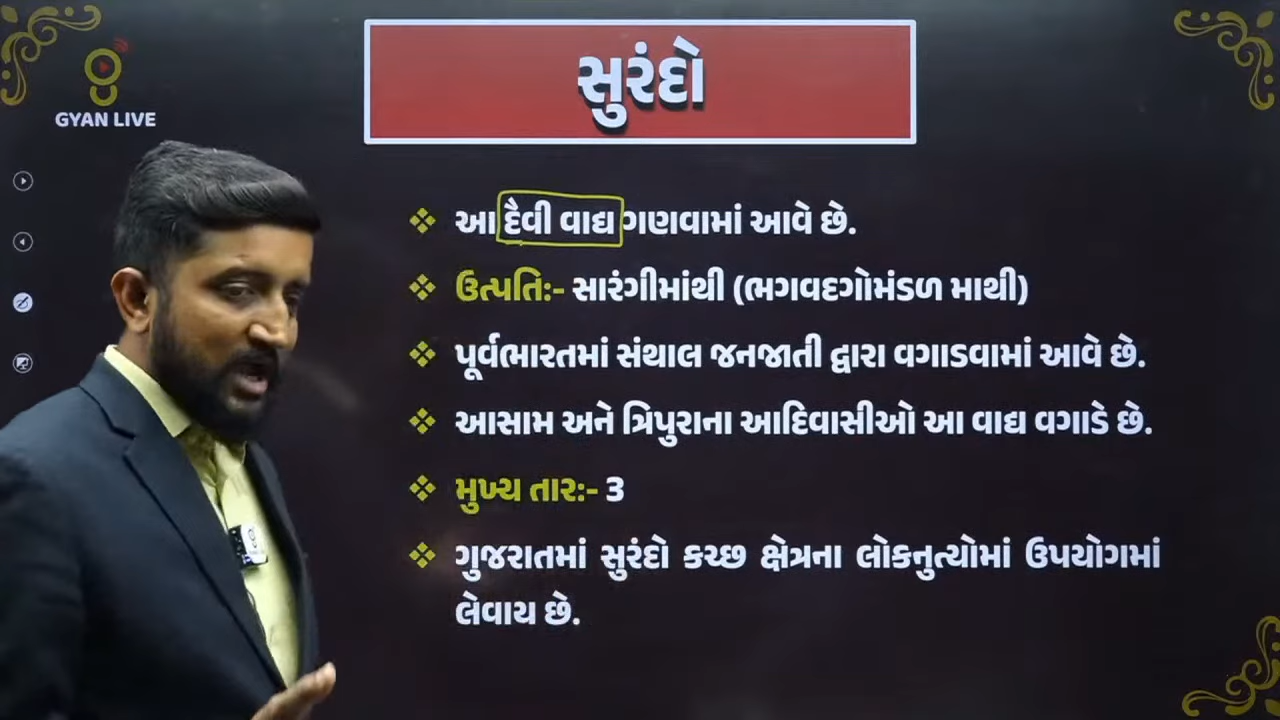 GYAN LIVE
સુરંદો
આ દૈવી વાદ્ય ગણવામાં આવે છે.
ઉત્પતિ:- સારંગીમાંથી (ભગવદગોમંડળ માથી)
પૂર્વભારતમાં સંથાલ જનજાતી દ્વારા વગાડવામાં આવે છે.
આસામ અને ત્રિપુરાના આદિવાસીઓ આ વાદ્ય વગાડે છે.
મુખ્ય તાર:- 3
ગુજરાતમાં સુરંદો કચ્છ ક્ષેત્રના લોકનુત્યોમાં ઉપયોગમાં
લેવાય છે.